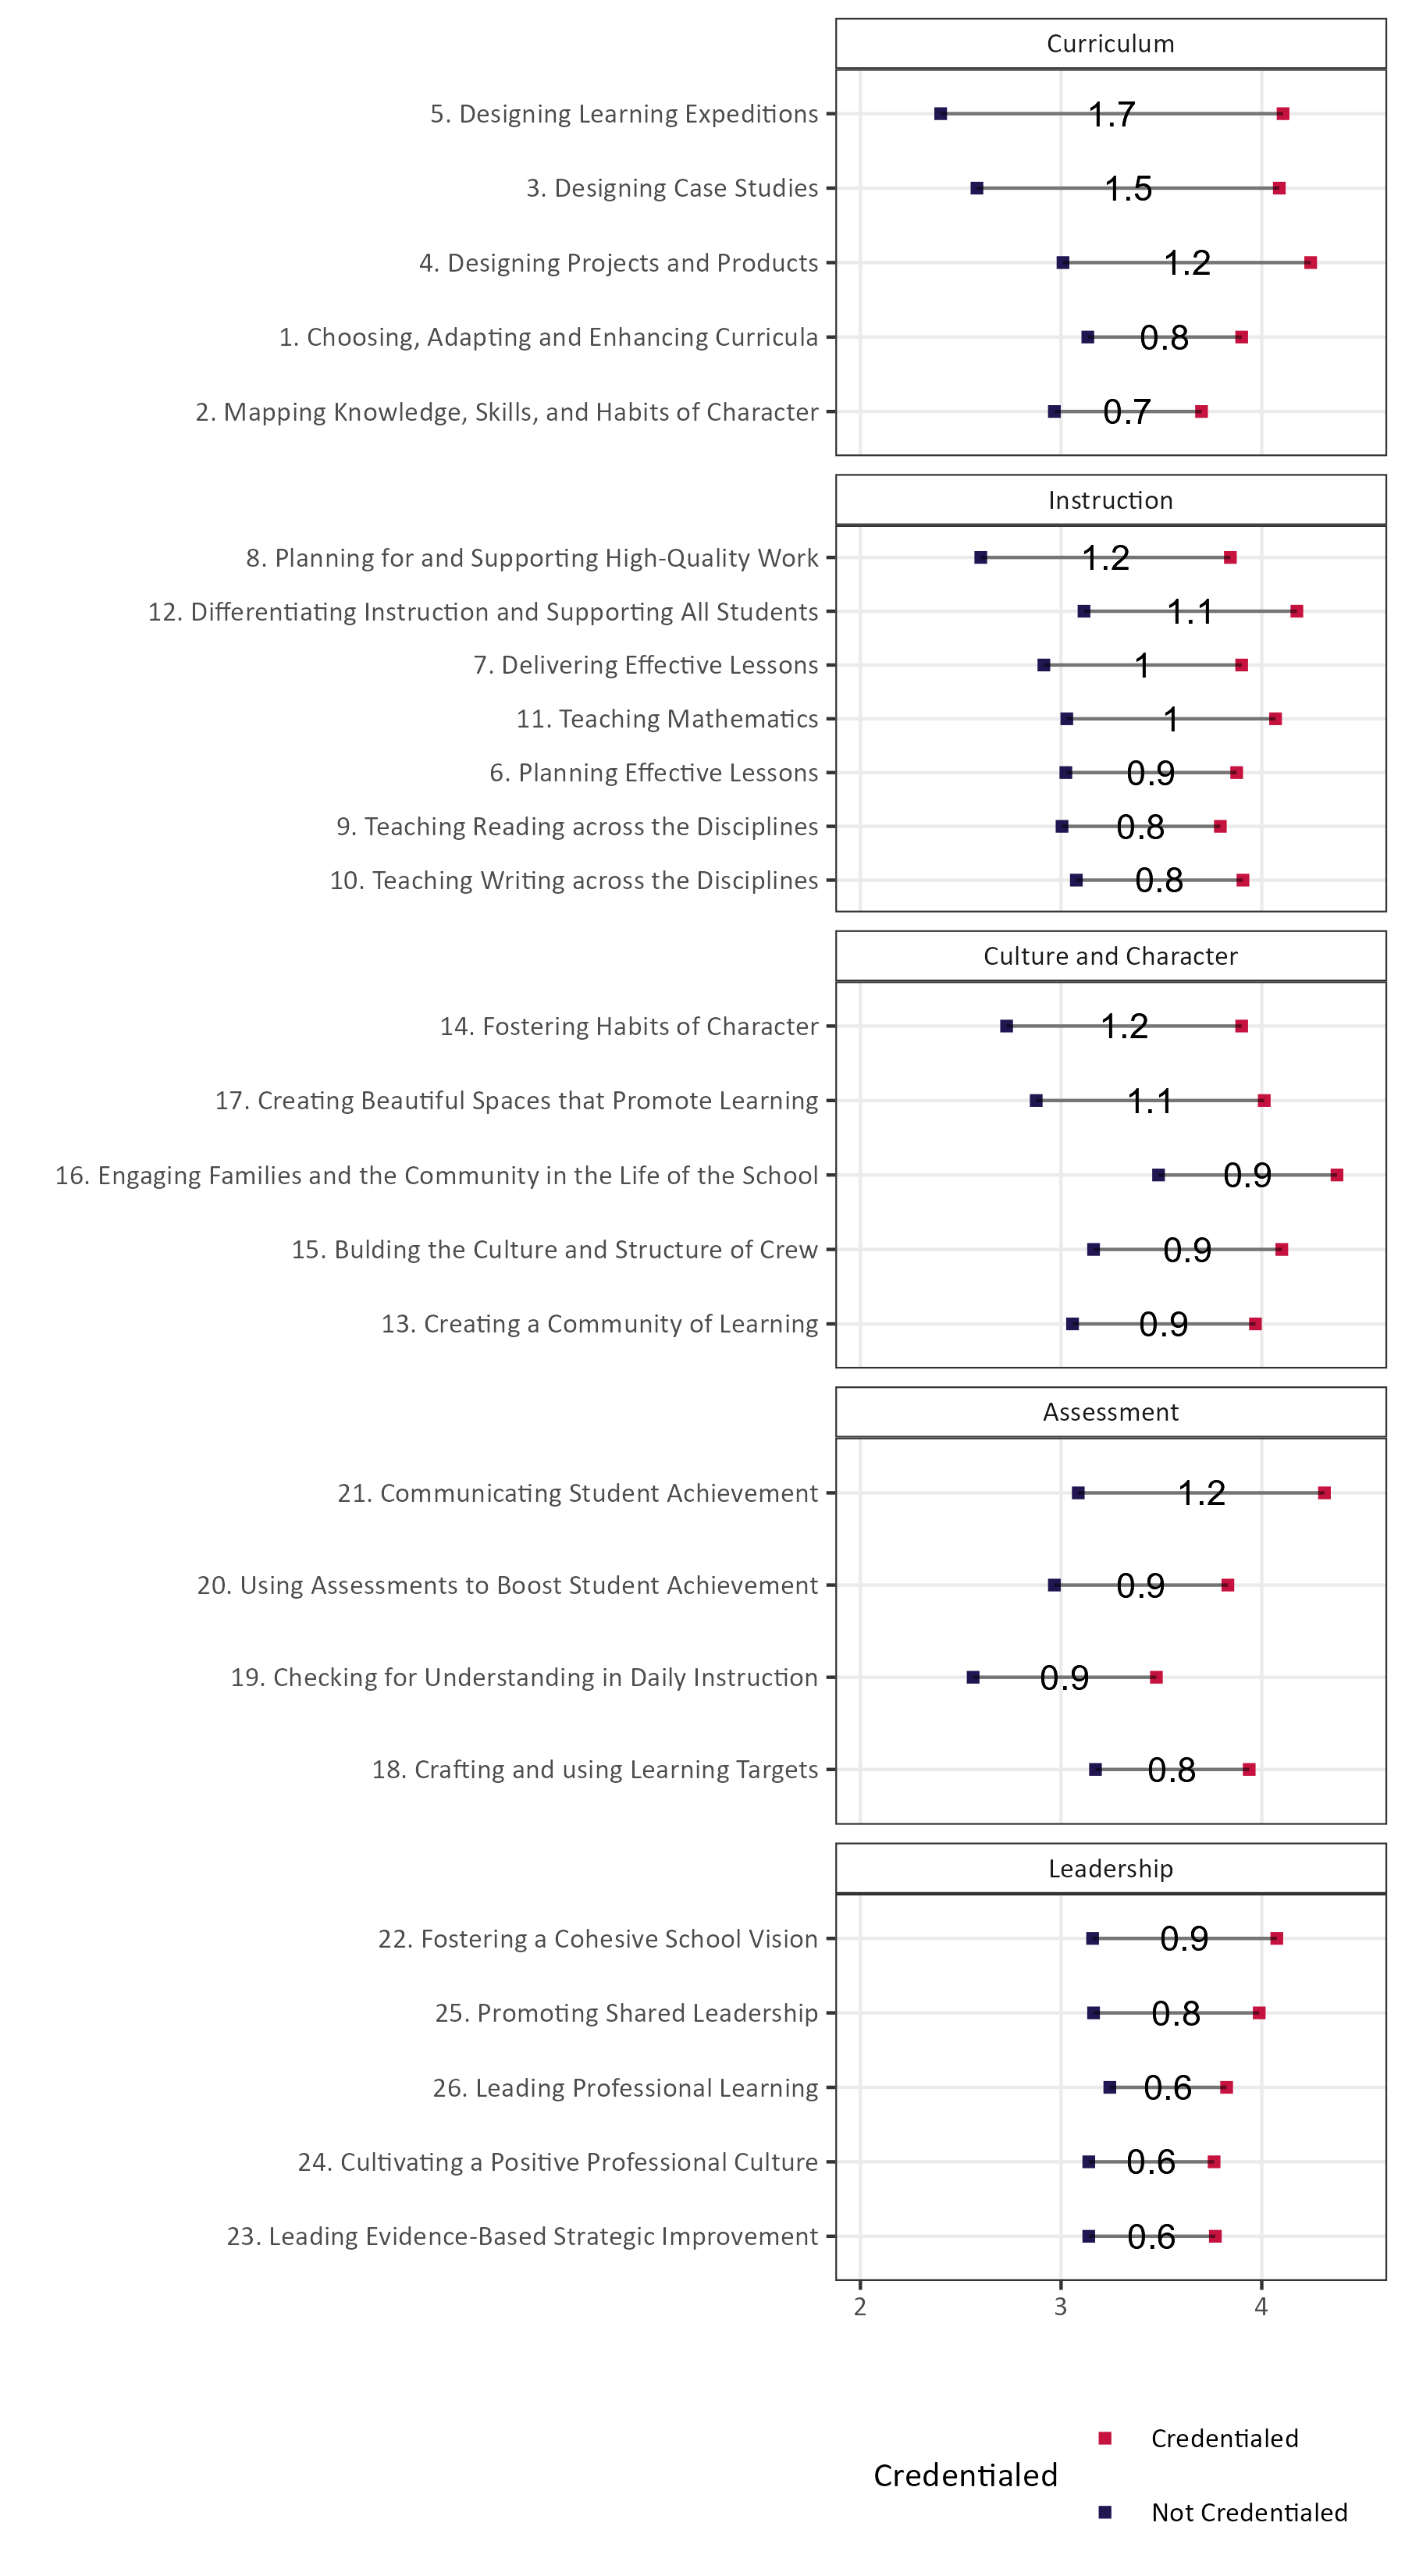 Curriculum
5. Designing Learning Expeditions 1.7
3. Designing Case Studies 1.5
4. Designing Projects and Products 1.2
1. Choosing, Adapting and Enhancing Curricula 0.8
2. Mapping Knowledge, Skills, and Habits of Character 0.7
Instruction
8. Planning for and Supporting High-Quality Work 1.2
12. Differentiating Instruction and Supporting All Students 1.1
7. Delivering Effective Lessons 1
11. Teaching Mathematics 1
6. Planning Effective Lessons 0.9
9. Teaching Reading across the Disciplines 0.8
10. Teaching Writing across the Disciplines 0.8
Culture and Character
14. Fostering Habits of Character 1.2
17. Creating Beautiful Spaces that Promote Learning 1.1
16. Engaging Families and the Community in the Life of the School 0.9
15. Bulding the Culture and Structure of Crew 0.9
13. Creating a Community of Learning 0.9
Assessment
21. Communicating Student Achievement 1.2
20. Using Assessments to Boost Student Achievement 0.9
19. Checking for Understanding in Daily Instruction 0.9
18. Crafting and using Learning Targets 0.8
Leadership
22. Fostering a Cohesive School Vision 0.9
25. Promoting Shared Leadership 0.8
26. Leading Professional Learning 0.6
24. Cultivating a Positive Professional Culture 0.6
23. Leading Evidence-Based Strategic Improvement 0.6
2 3 4
Credentialed
Credentialed
Not Credentialed